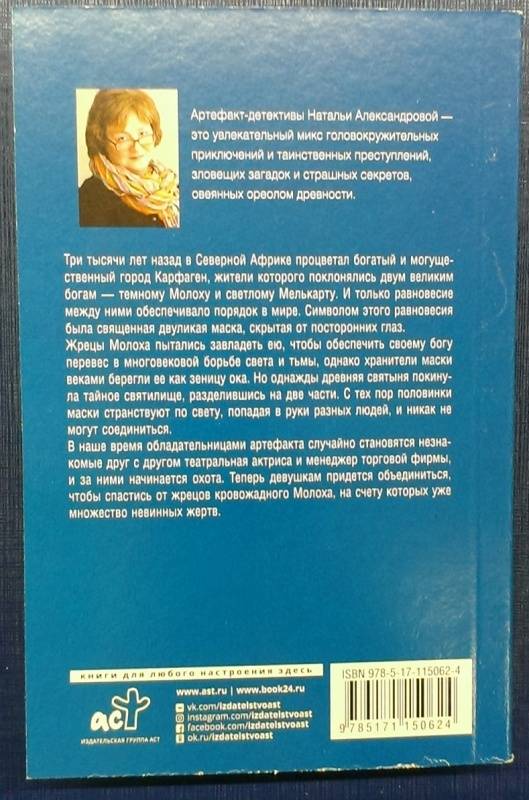 Артефакт-детективы Натальи Александровой —
это увлекательный микс головокружительных
приключений и таинственных преступлений,
зловещих загадок и страшных секретов,
овеянных ореолом древности.
Три тысячи лет назад в Северной Африке процветал богатый и могуще-
ственный город Карфаген, жители которого поклонялись двум великим
богам — темному Молоху и светлому Мелькарту. И только равновесие
между ними обеспечивало порядок в мире. Символом этого равновесия
была священная двуликая маска, скрытая от посторонних глаз.
Жрецы Молоха пытались завладеть ею, чтобы обеспечить своему богу
перевес в многовековой борьбе света и тьмы, однако хранители маски
веками берегли ее как зеницу ока. Но однажды древняя святыня покину-
ла тайное святилище, разделившись на две части. С тех пор половинки
маски странствуют по свету, попадая в руки разных людей, и никак не
могут соединиться.
В наше время обладательницами артефакта случайно становятся незна-
комые друг с другом театральная актриса и менеджер торговой фирмы,
и за ними начинается охота. Теперь девушкам придется объединиться,
чтобы спастись от жрецов кровожадного Молоха, на счету которых уже
множество невинных жертв.
книги для любого настроения здесь
аст
ИЗДАТЕЛЬСКАЯ ГРУППА АСТ
www.ast.ru | www.book24.ru
vk.com/izdatelstvoast
instagram.com/izdatelstvoast
facebook.com/izdatelstvoast
ok.ru/izdatelstvoast
ISBN 978-5-17-115062-4
9 785171 150624